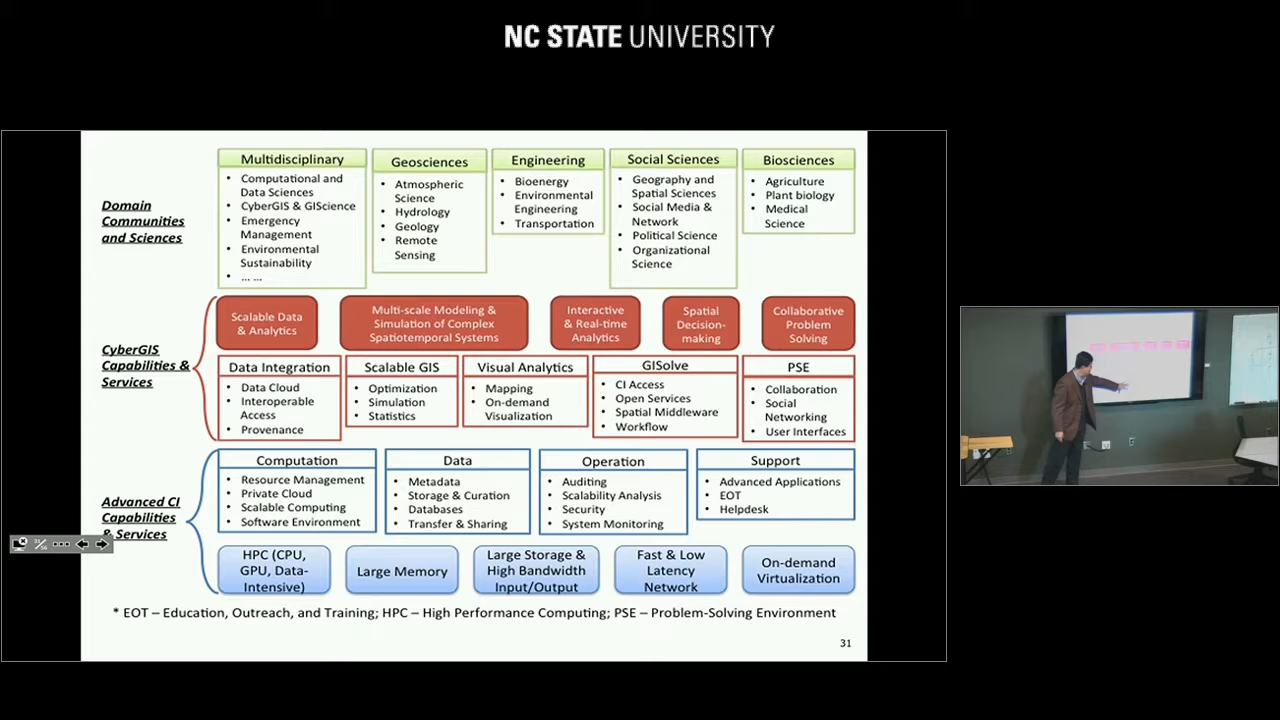 NC STATE UNIVERSITY
Domain
Communities
and Sciences
Multidisciplinary
• Computational and
Data Sciences
• CyberGIS & GIScience
• Emergency
Management
• Environmental
Sustainability
• ... ...
Geosciences
• Atmospheric
Science
• Hydrology
• Geology
• Remote
Sensing
Engineering
• Bioenergy
• Environmental
Engineering
• Transportation
Social Sciences
• Geography and
Spatial Sciences
• Social Media &
Network
• Political Science
• Organizational
Science
Biosciences
• Agriculture
• Plant biology
• Medical
Science
CyberGIS
Capabilities &
Services
Scalable Data
& Analytics
Multi-scale Modeling &
Simulation of Complex
Spatiotemporal Systems
Interactive
& Real-time
Analytics
Spatial
Decision-
making
Collaborative
Problem
Solving
Data Integration
• Data Cloud
• Interoperable
Access
• Provenance
Scalable GIS
• Optimization
• Simulation
• Statistics
Visual Analytics
• Mapping
• On-demand
Visualization
GISolve
• CI Access
• Open Services
• Spatial Middleware
• Workflow
PSE
• Collaboration
• Social
Networking
• User Interfaces
Advanced CI
Capabilities
& Services
Computation
• Resource Management
• Private Cloud
• Scalable Computing
• Software Environment
Data
• Metadata
• Storage & Curation
• Databases
• Transfer & Sharing
Operation
• Auditing
• Scalability Analysis
• Security
• System Monitoring
Support
• Advanced Applications
• EOT
• Helpdesk
HPC (CPU,
GPU, Data-
Intensive)
Large Memory
Large Storage &
High Bandwidth
Input/Output
Fast & Low
Latency
Network
On-demand
Virtualization
* EOT – Education, Outreach, and Training; HPC – High Performance Computing; PSE – Problem-Solving Environment
31